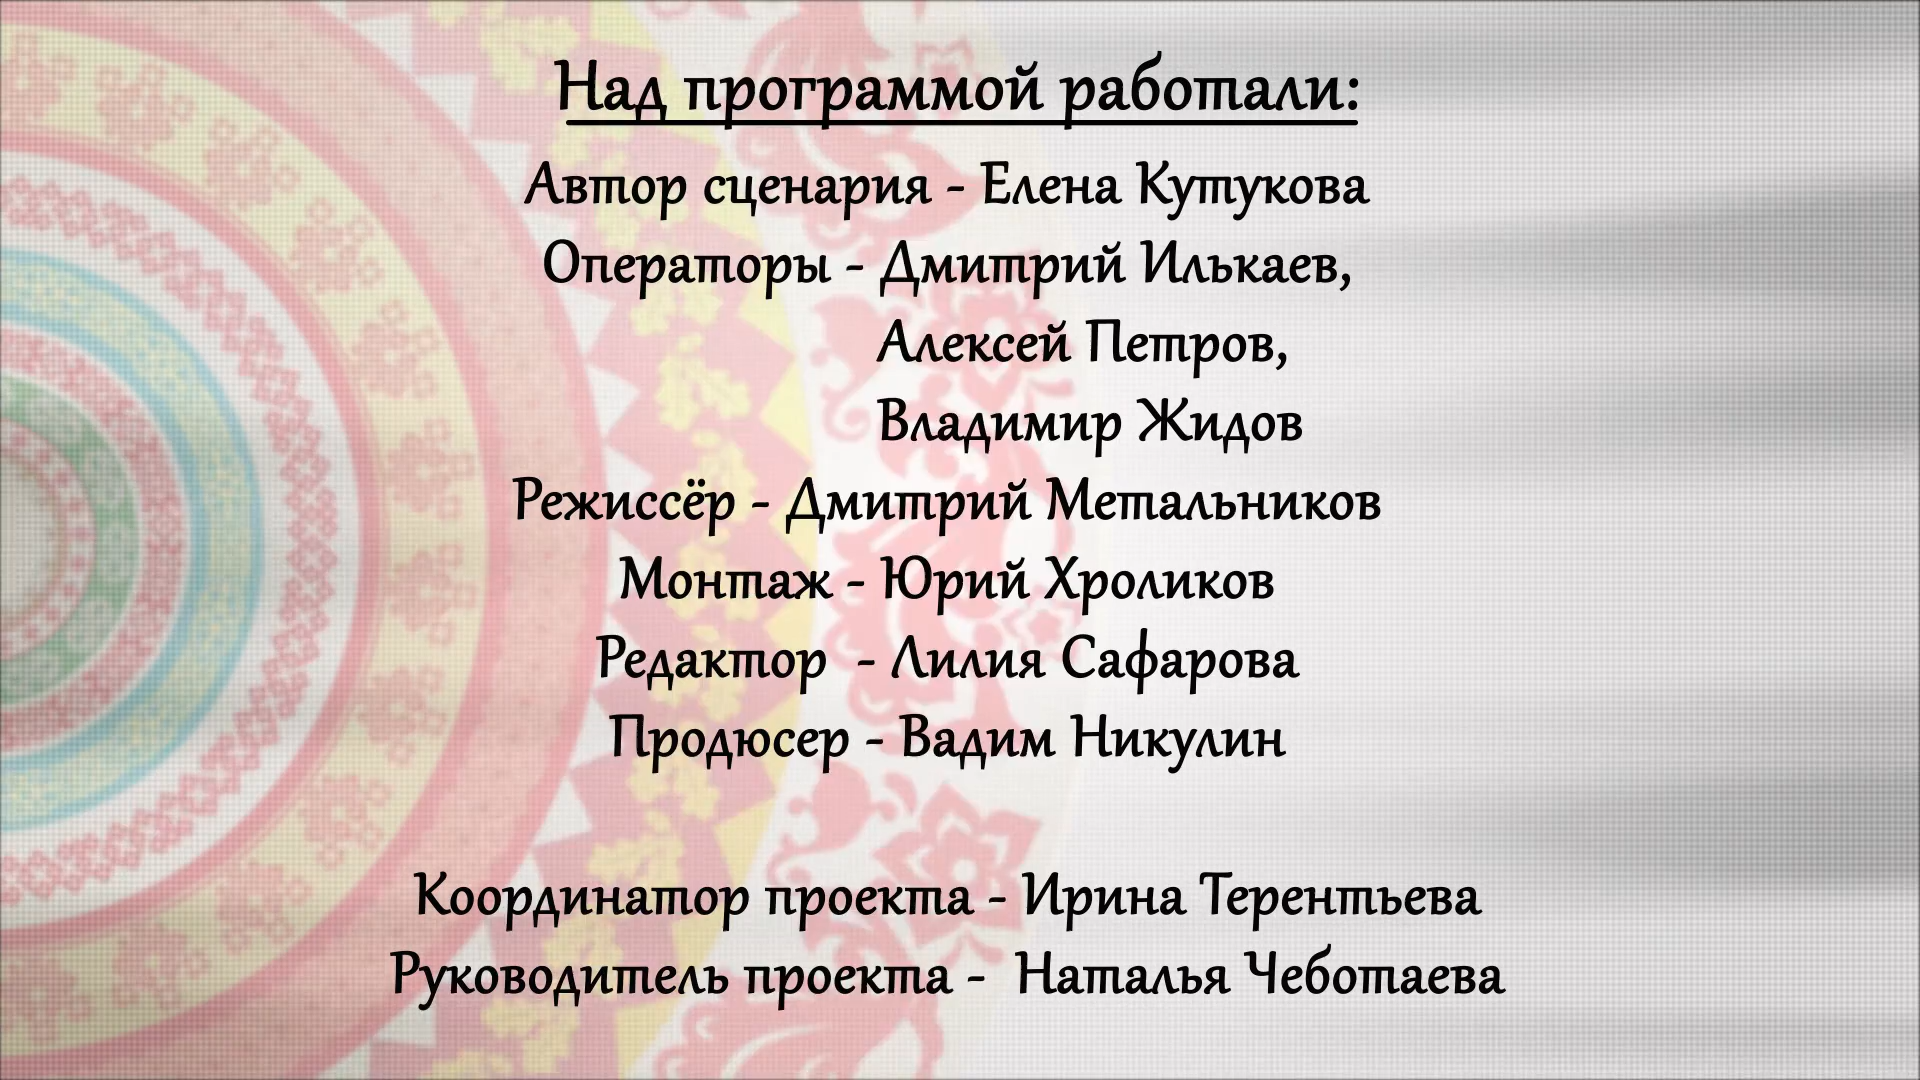 Над программой работали:
Автор сценария - Елена Кутукова
Операторы - Дмитрий Илькаев,
Алексей Петров,
Владимир Жидов
Режиссёр - Дмитрий Метальников
Монтаж - Юрий Хроликов
Редактор - Лилия Сафарова
Продюсер - Вадим Никулин
Координатор проекта - Ирина Терентьева
Руководитель проекта - Наталья Чеботаева